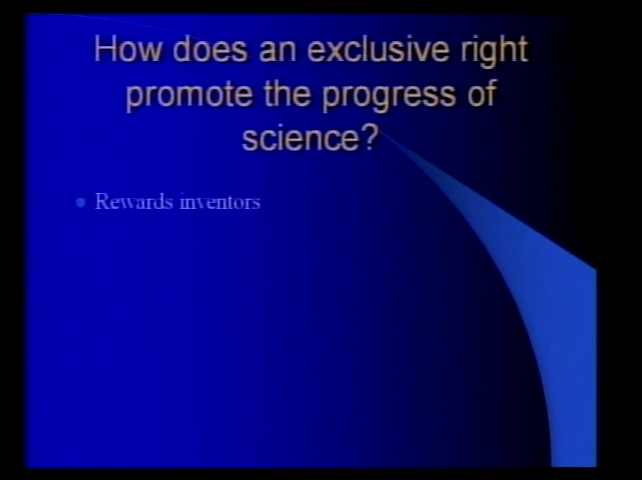 How does an exclusive right
promote the progress of
science?
Rewards inventors